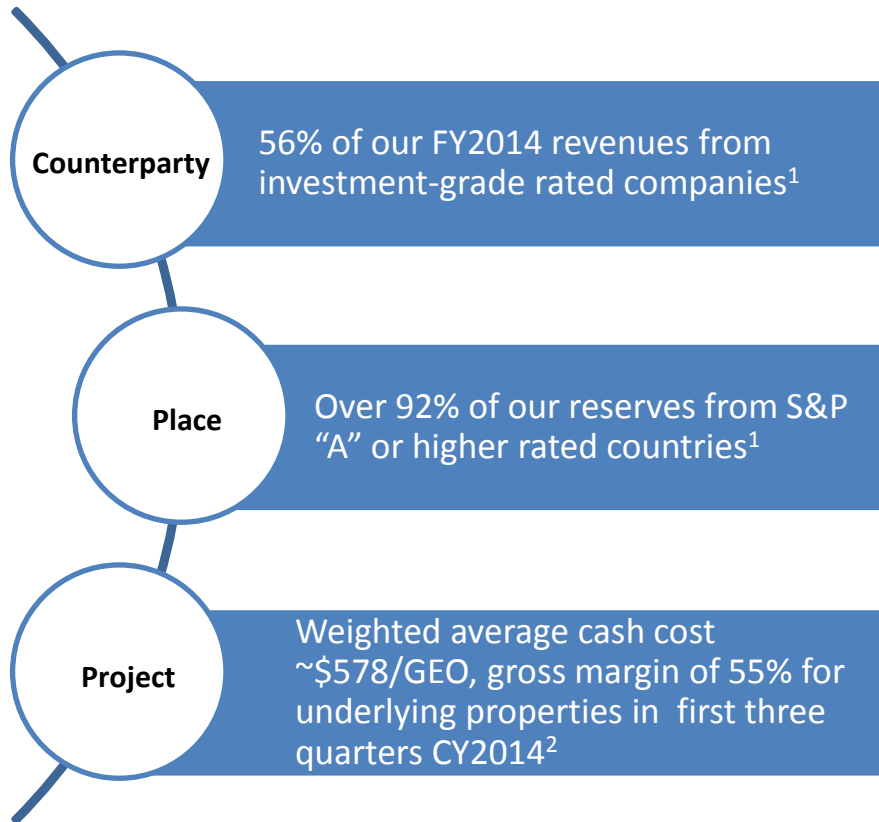 Counterparty
56% of our FY2014 revenues from
investment-grade rated companies¹
Place
Over 92% of our reserves from S&P
“A” or higher rated countries¹
Project
Weighted average cash cost
~$578/GEO, gross margin of 55% for
underlying properties in  first three
quarters CY2014²